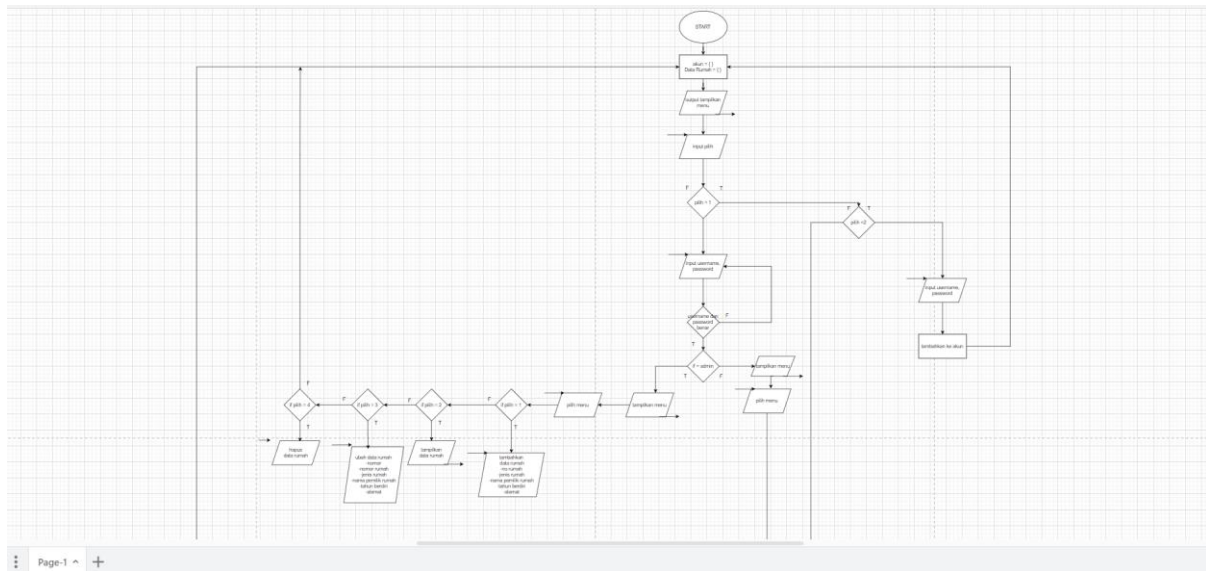 START
akun = { }
Data Rumah = { }
output tampilkan
menu
input pilih
F
T
pilih = 1
F
T
pilih =2
input username,
password
input username,
password
username dan
password
benar
F
tambahkan ke akun
T
if = admin
T
F
tampilkan menu
pilih menu
tampilkan menu
pilih menu
if pilih = 1
F
T
if pilih = 2
F
T
if pilih = 3
F
T
if pilih = 4
F
T
hapus
data rumah
ubah data rumah
nomor
-nomor rumah
-jenis rumah
-nama pemilik rumah
-tahun berdiri
-alamat
tampilkan
data rumah
tambahkan
data rumah
-no rumah
-jenis rumah
-nama pemilik rumah
-tahun berdiri
-alamat
Page-1